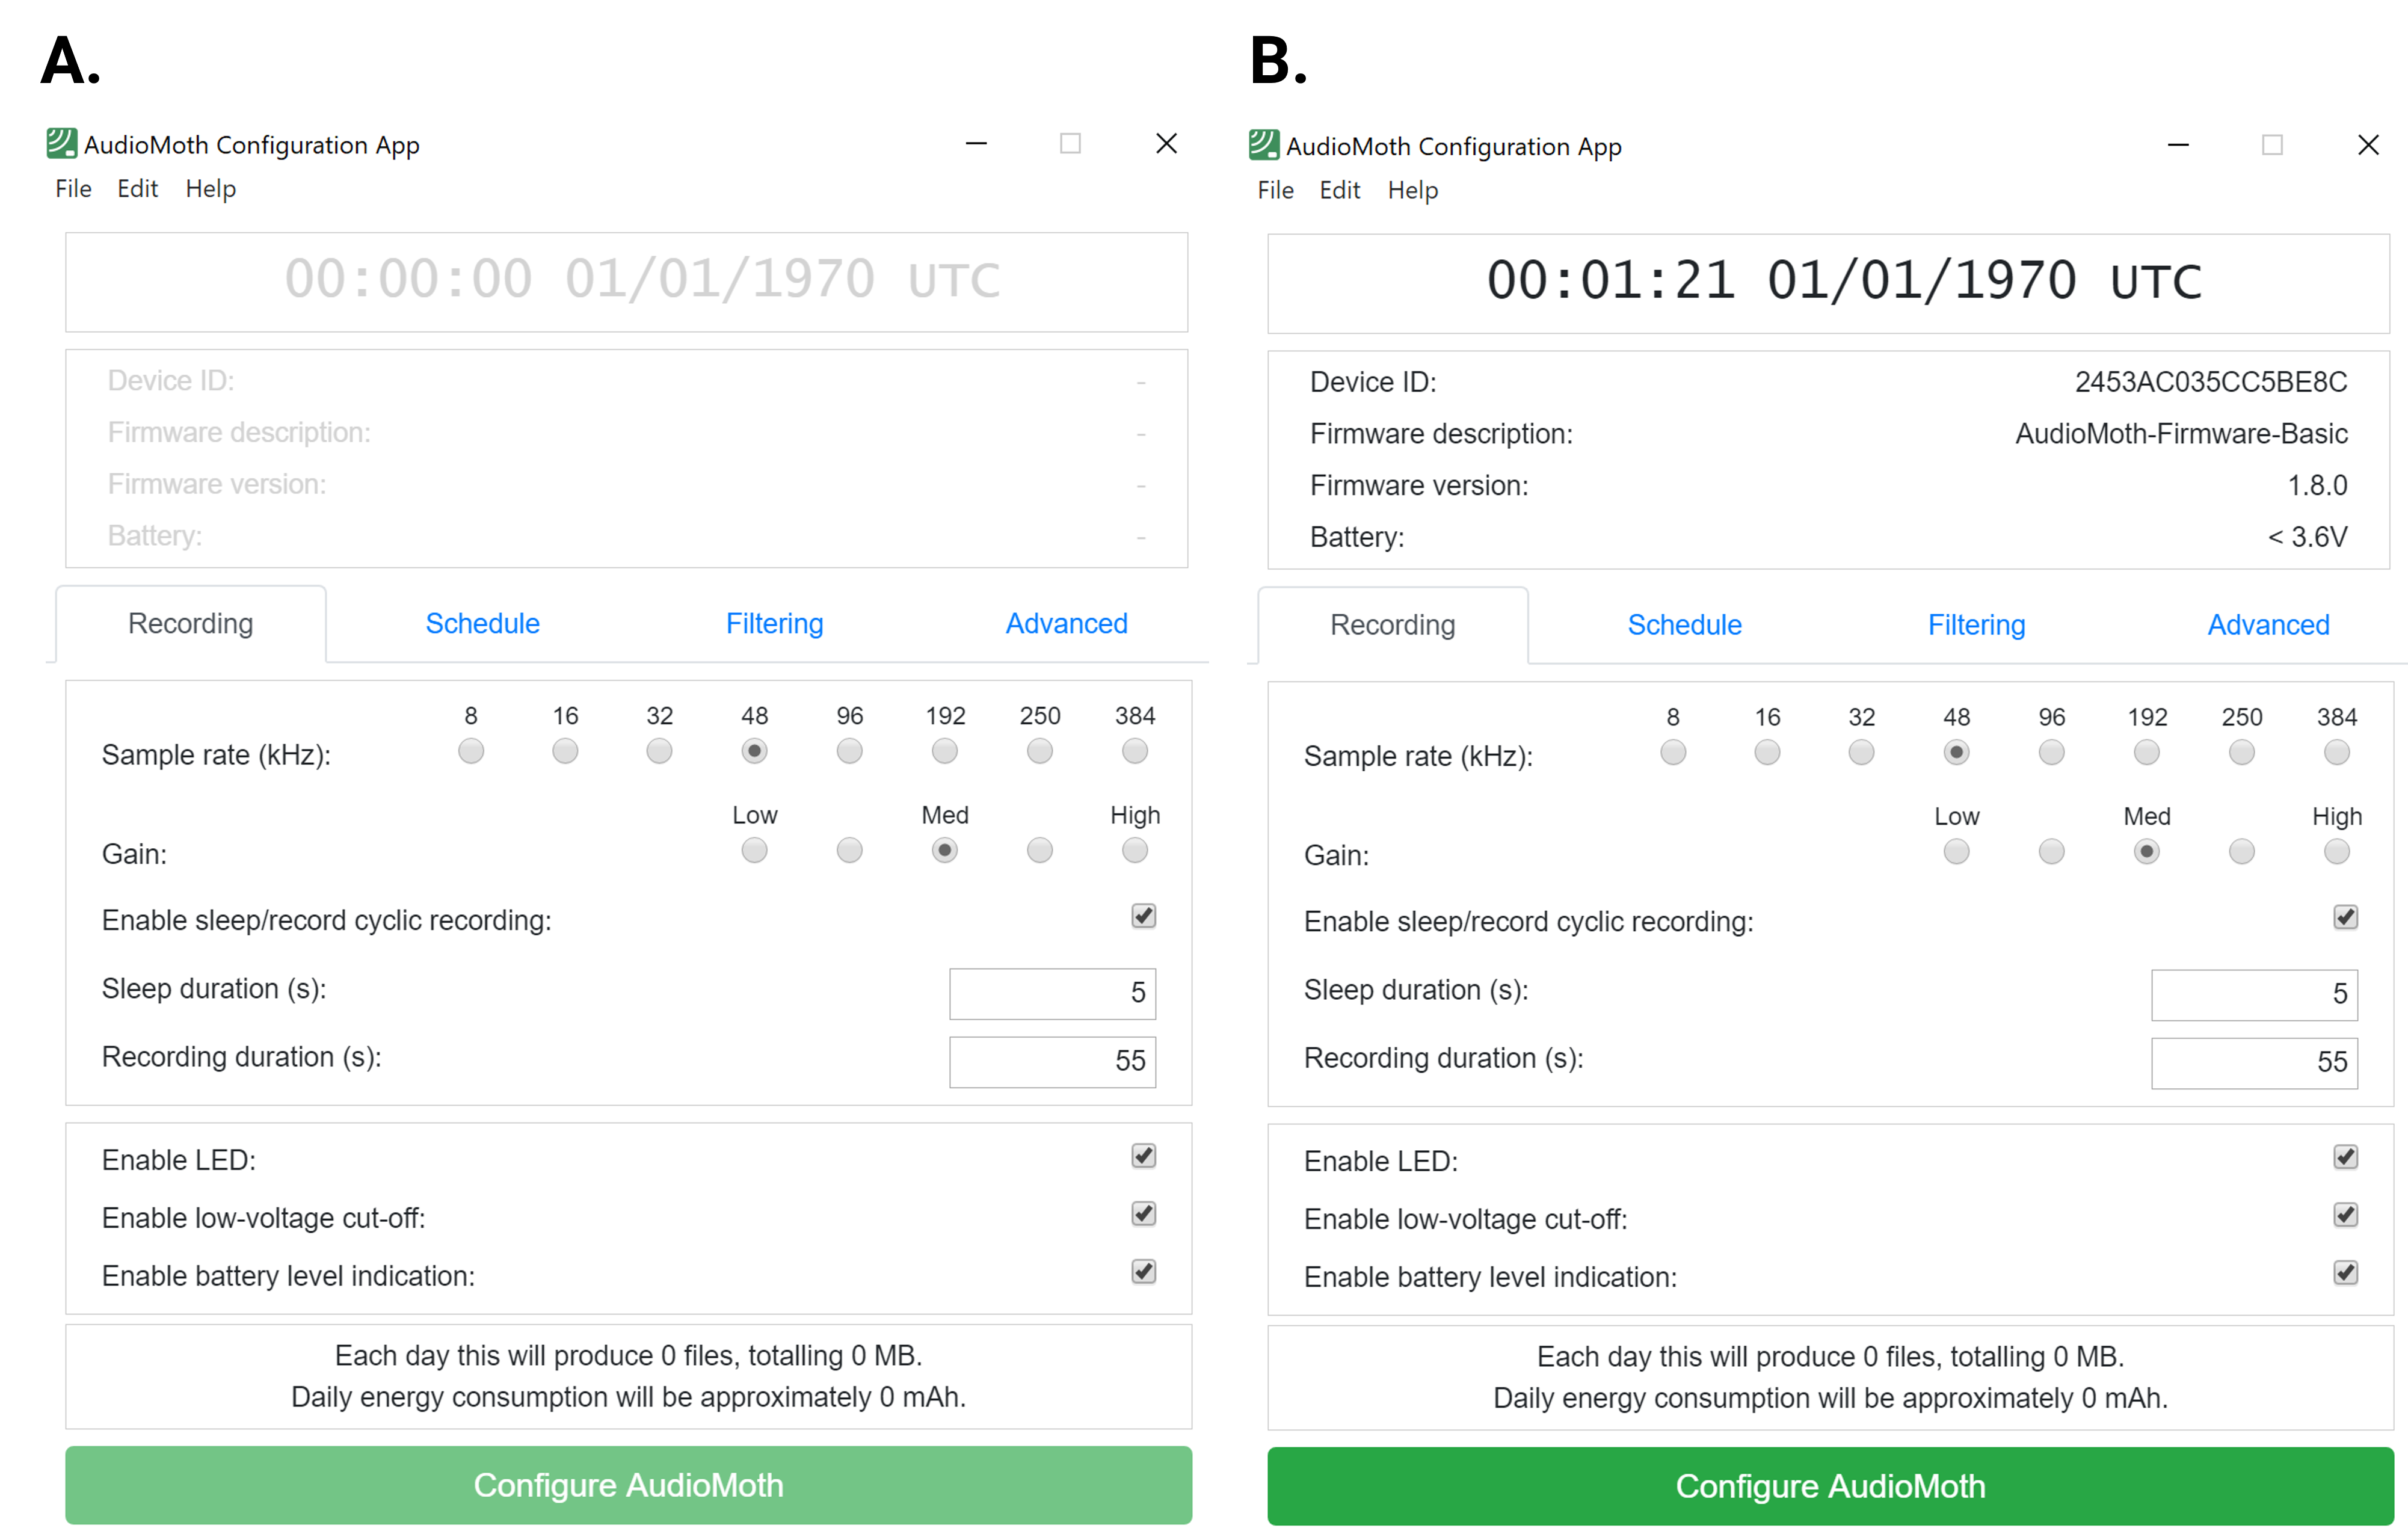 A.
AudioMoth Configuration App
File Edit Help
00:00:00 01/01/1970 UTC
Device ID: -
Firmware description: -
Firmware version: -
Battery: -
Recording Schedule Filtering Advanced
8 16 32 48 96 192 250 384
Sample rate (kHz):
Low Med High
Gain:
Enable sleep/record cyclic recording:
Sleep duration (s): 5
Recording duration (s): 55
Enable LED:
Enable low-voltage cut-off:
Enable battery level indication:
Each day this will produce 0 files, totalling 0 MB.
Daily energy consumption will be approximately 0 mAh.
Configure AudioMoth
B.
AudioMoth Configuration App
File Edit Help
00:01:21 01/01/1970 UTC
Device ID: 2453AC035CC5BE8C
Firmware description: AudioMoth-Firmware-Basic
Firmware version: 1.8.0
Battery: < 3.6V
Recording Schedule Filtering Advanced
8 16 32 48 96 192 250 384
Sample rate (kHz):
Low Med High
Gain:
Enable sleep/record cyclic recording:
Sleep duration (s): 5
Recording duration (s): 55
Enable LED:
Enable low-voltage cut-off:
Enable battery level indication:
Each day this will produce 0 files, totalling 0 MB.
Daily energy consumption will be approximately 0 mAh.
Configure AudioMoth